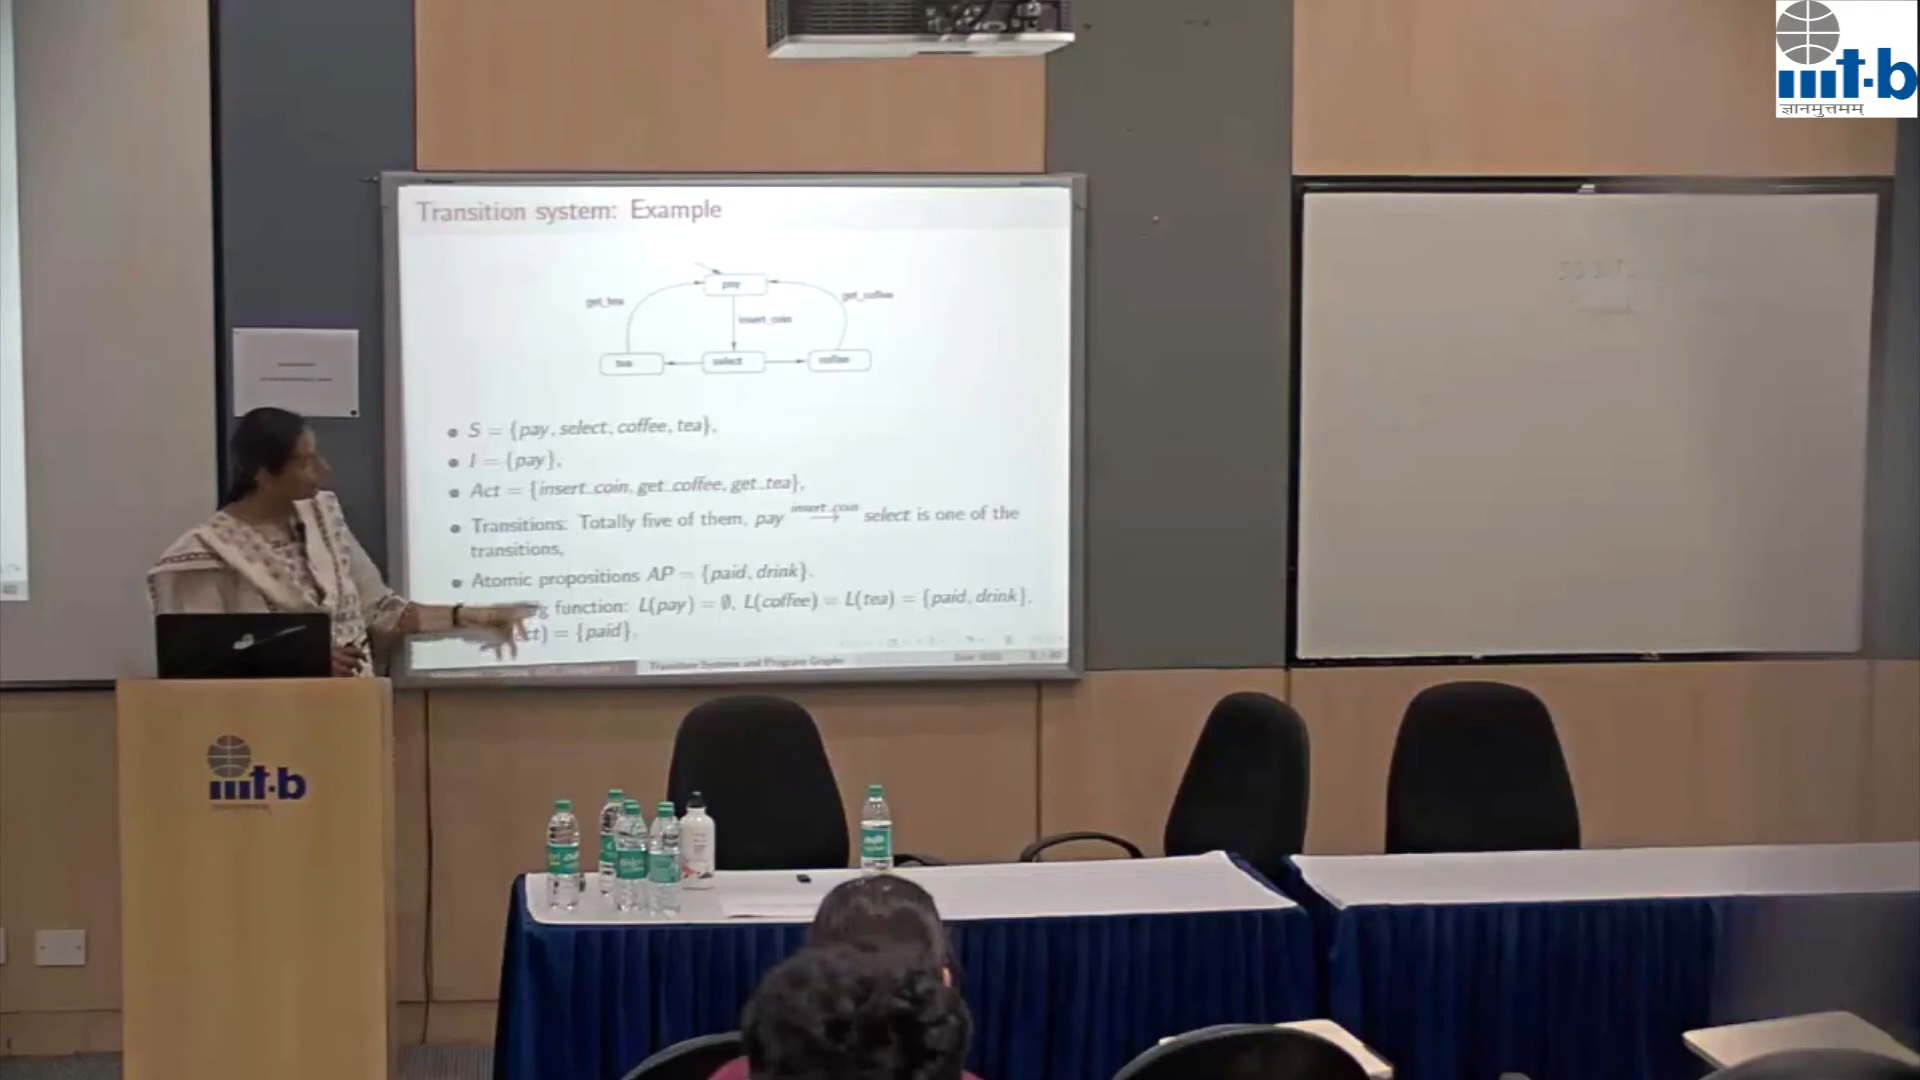 iiit-b
ज्ञानमुत्तमम्
Transition system: Example
pay
get_tea
get_coffee
insert_coin
tea
select
coffee
S = {pay, select, coffee, tea},
I = {pay},
Act = {insert_coin, get_coffee, get_tea},
Transitions: Totally five of them, pay insert_coin → select is one of the
transitions,
Atomic propositions AP = {paid, drink}.
function: L(pay) = ∅, L(coffee) = L(tea) = {paid, drink},
= {paid}.
Transition Systems and Program Graphs
iiit-b